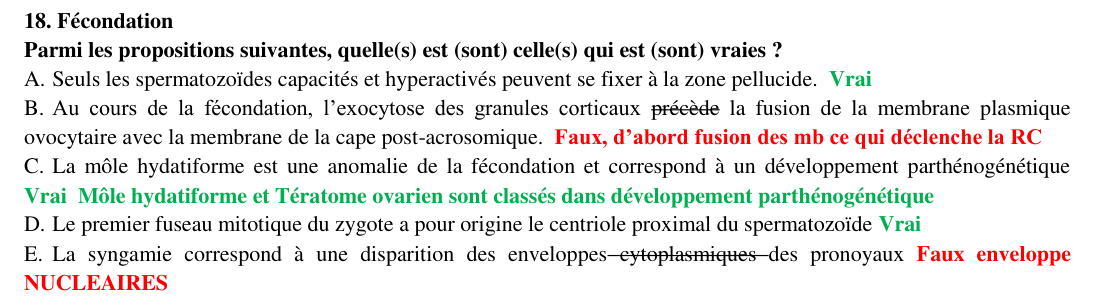 18. Fécondation
Parmi les propositions suivantes, quelle(s) est (sont) celle(s) qui est (sont) vraies ?
A. Seuls les spermatozoïdes capacités et hyperactivés peuvent se fixer à la zone pellucide. Vrai
B. Au cours de la fécondation, l'exocytose des granules corticaux précède la fusion de la membrane plasmique
ovocytaire avec la membrane de la cape post-acrosomique. Faux, d'abord fusion des mb ce qui déclenche la RC
C. La môle hydatiforme est une anomalie de la fécondation et correspond à un développement parthénogénétique
Vrai Môle hydatiforme et Tératome ovarien sont classés dans développement parthénogénétique
D. Le premier fuseau mitotique du zygote a pour origine le centriole proximal du spermatozoïde Vrai
E. La syngamie correspond à une disparition des enveloppes cytoplasmiques des pronoyaux Faux enveloppe
NUCLEAIRES